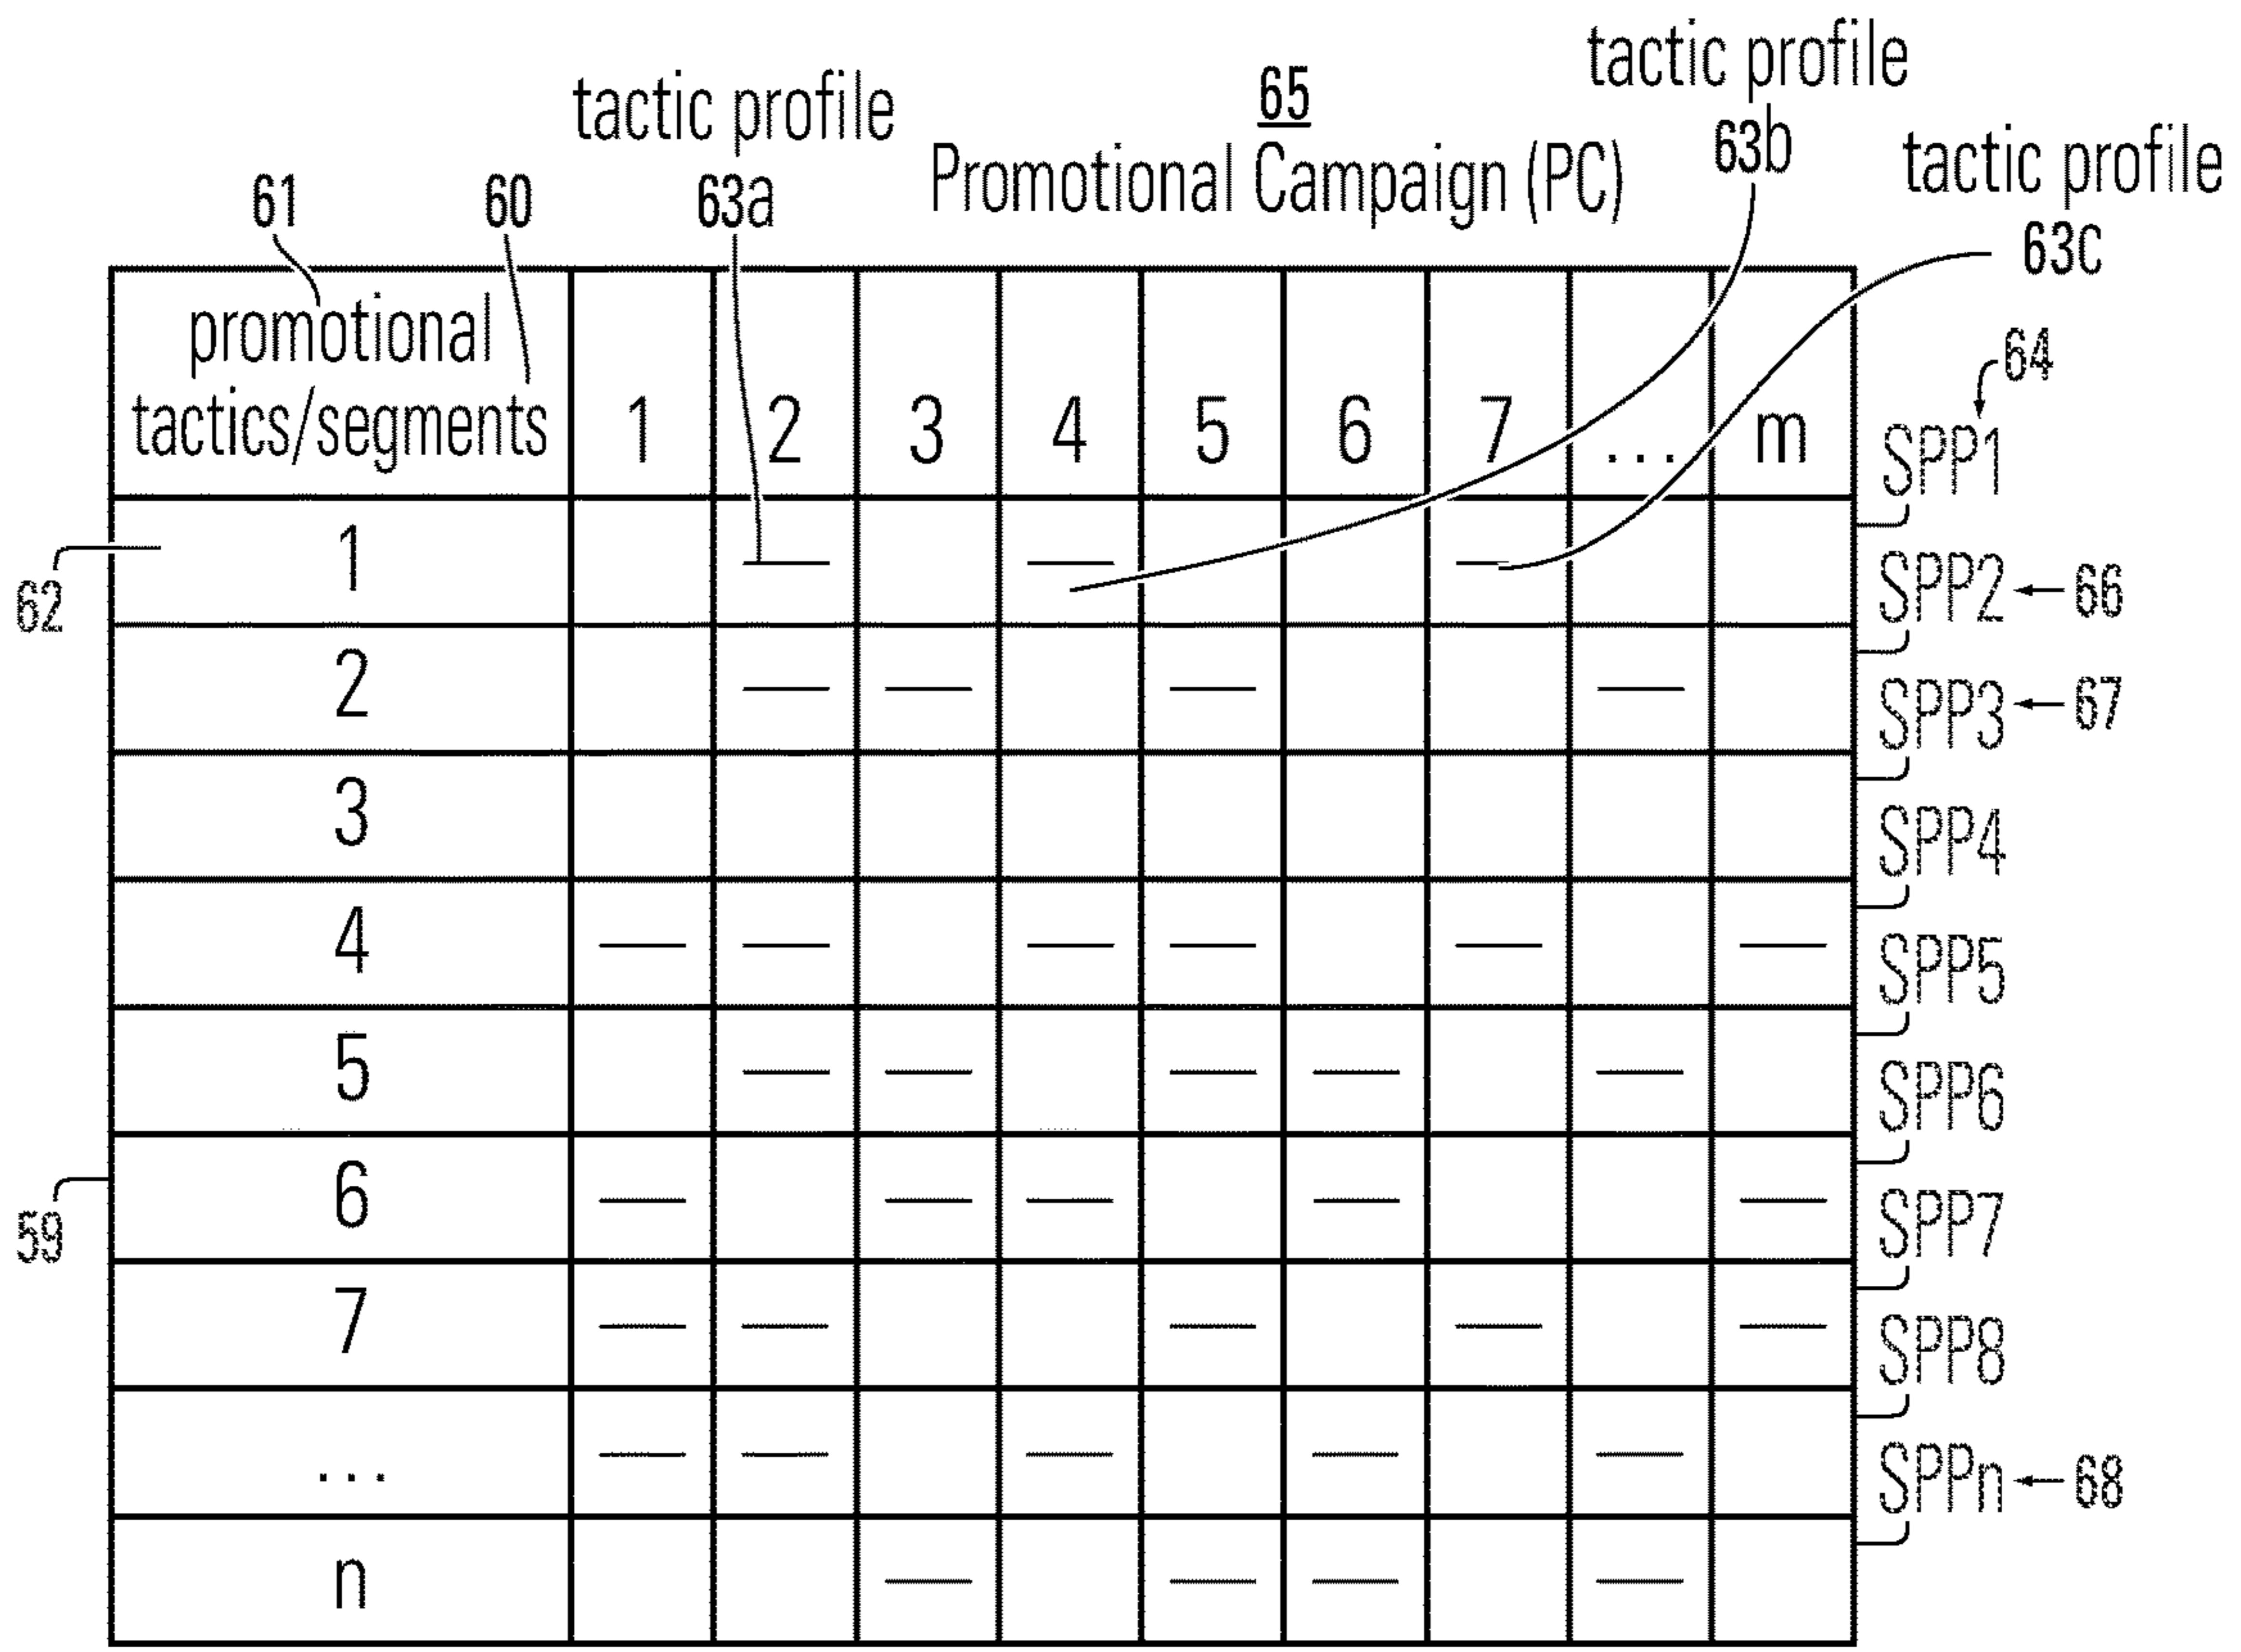 tactic profile
65
tactic profile
61
60
63a
Promotional Campaign (PC)
63b
tactic profile
63c
promotional
tactics/segments
1 2 3 4 5 6 7 ... m
64
SPP1
62
1
SPP2
66
2
SPP3
67
3
SPP4
4
SPP5
5
SPP6
59
6
SPP7
7
SPP8
...
SPPn
68
n